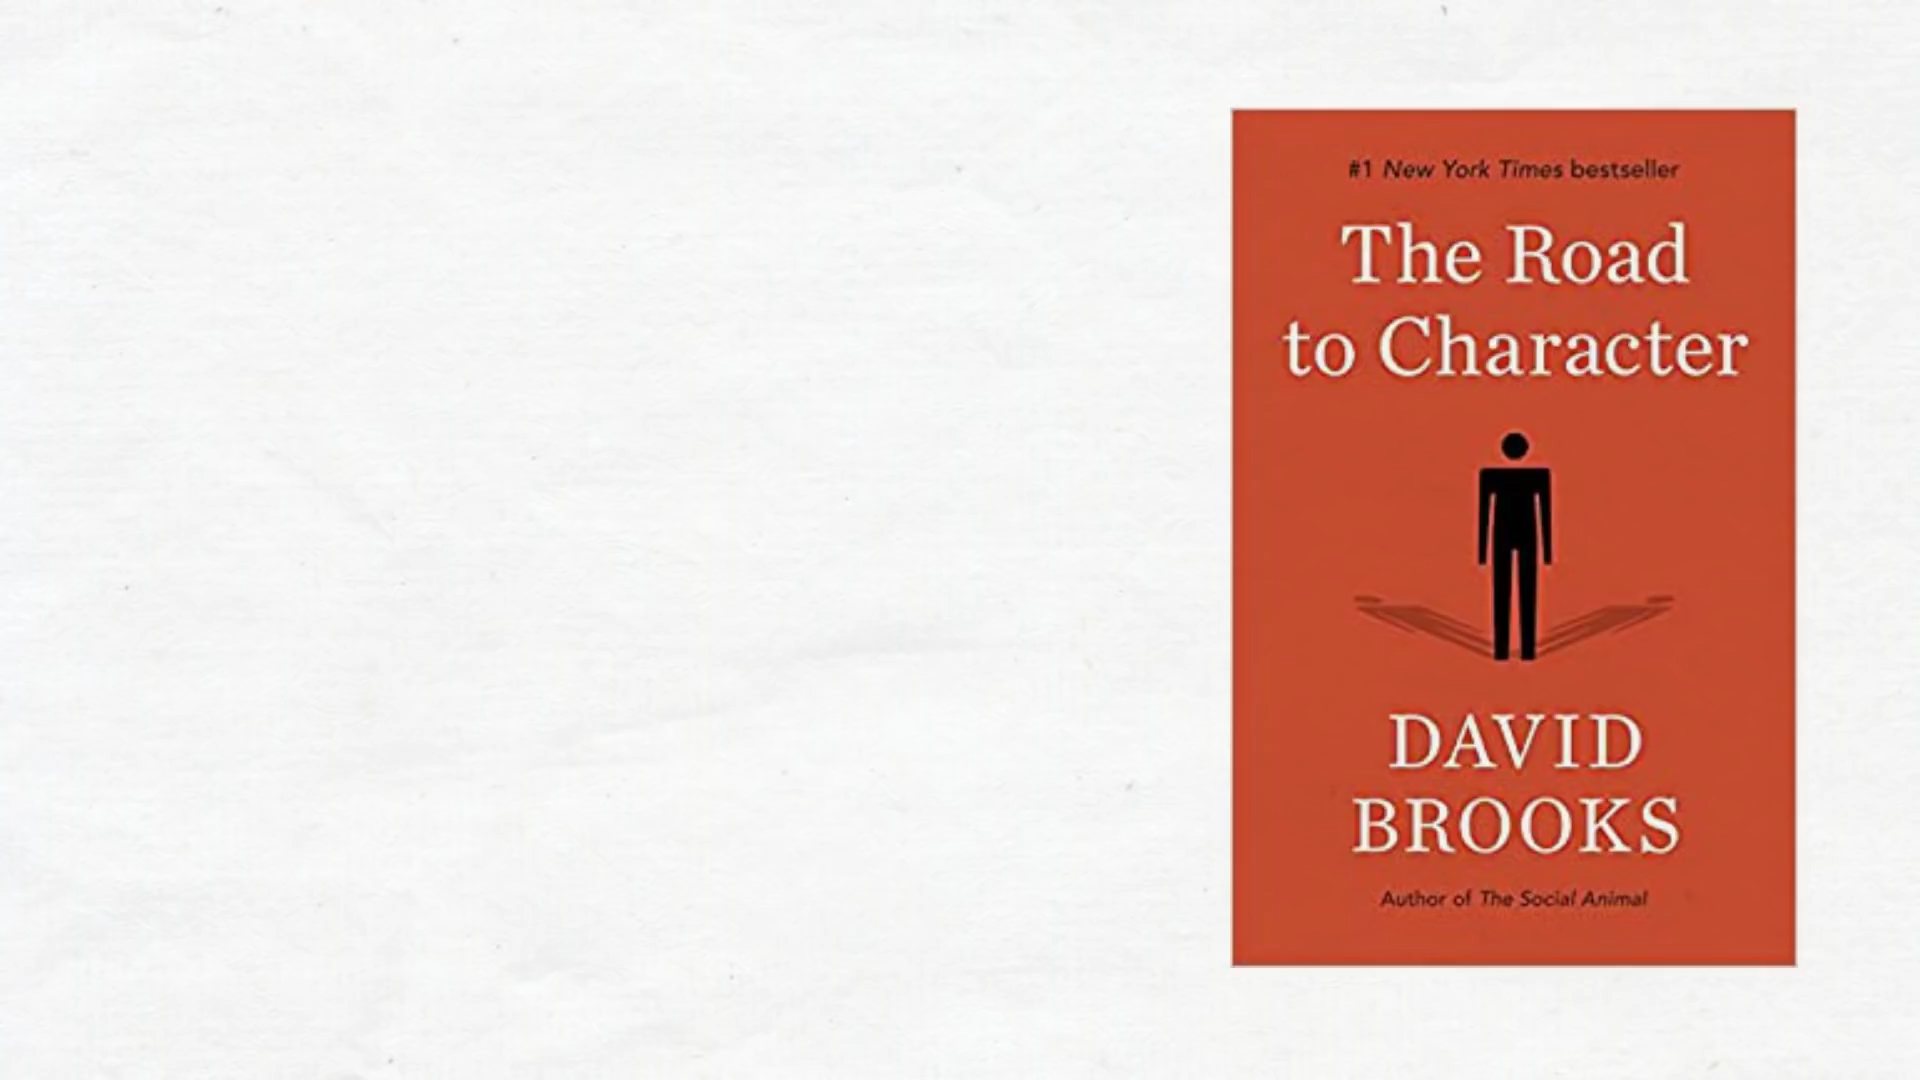 #1 New York Times bestseller
The Road
to Character
DAVID
BROOKS
Author of The Social Animal